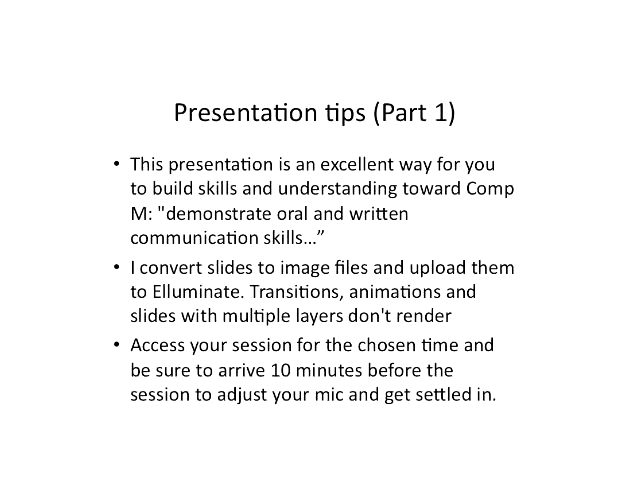 Presentation tips (Part 1)
• This presentation is an excellent way for you
to build skills and understanding toward Comp
M: "demonstrate oral and written
communication skills…”
• I convert slides to image files and upload them
to Elluminate. Transitions, animations and
slides with multiple layers don't render
• Access your session for the chosen time and
be sure to arrive 10 minutes before the
session to adjust your mic and get settled in.